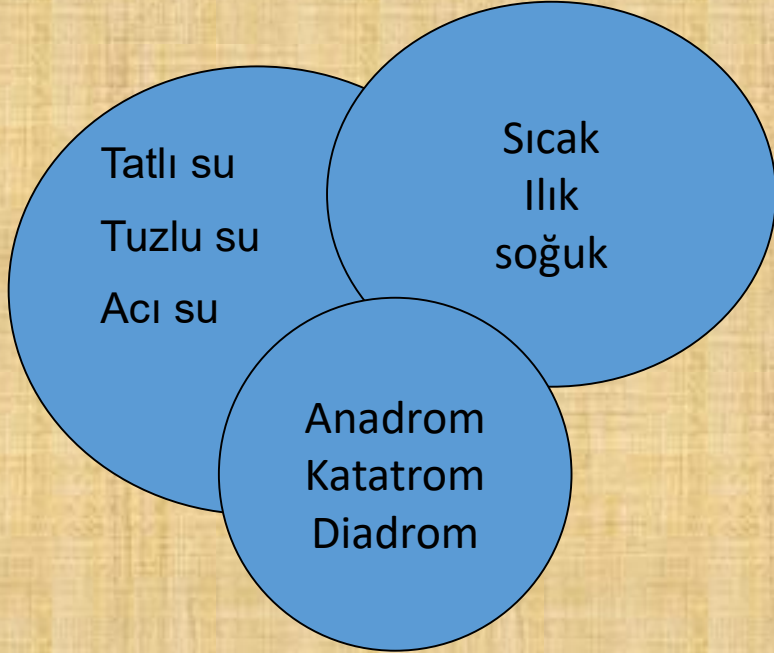 Tatlı su
Tuzlu su
Acı su
Sıcak
Ilık
soğuk
Anadrom
Katatrom
Diadrom